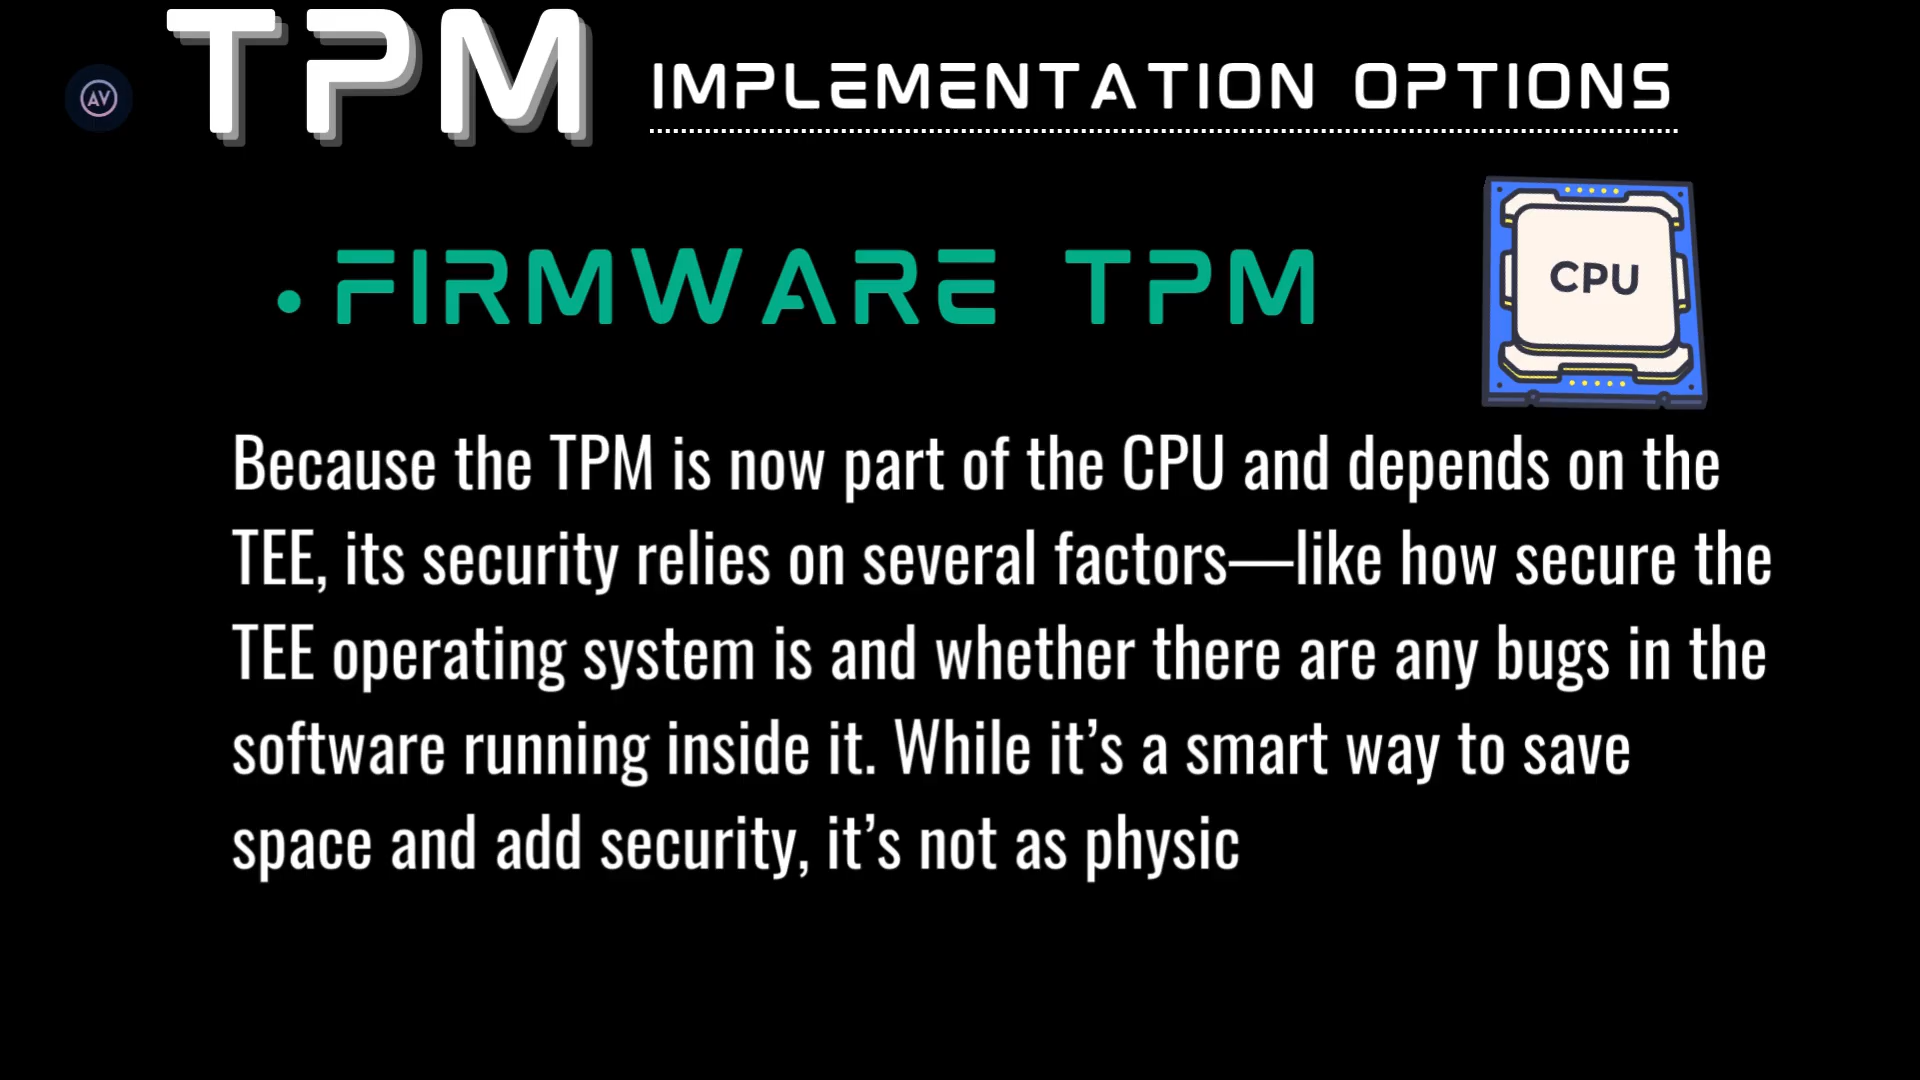 TPM IMPLEMENTATION OPTIONS
AV
• FIRMWARE TPM
CPU
Because the TPM is now part of the CPU and depends on the
TEE, its security relies on several factors—like how secure the
TEE operating system is and whether there are any bugs in the
software running inside it. While it’s a smart way to save
space and add security, it’s not as physic